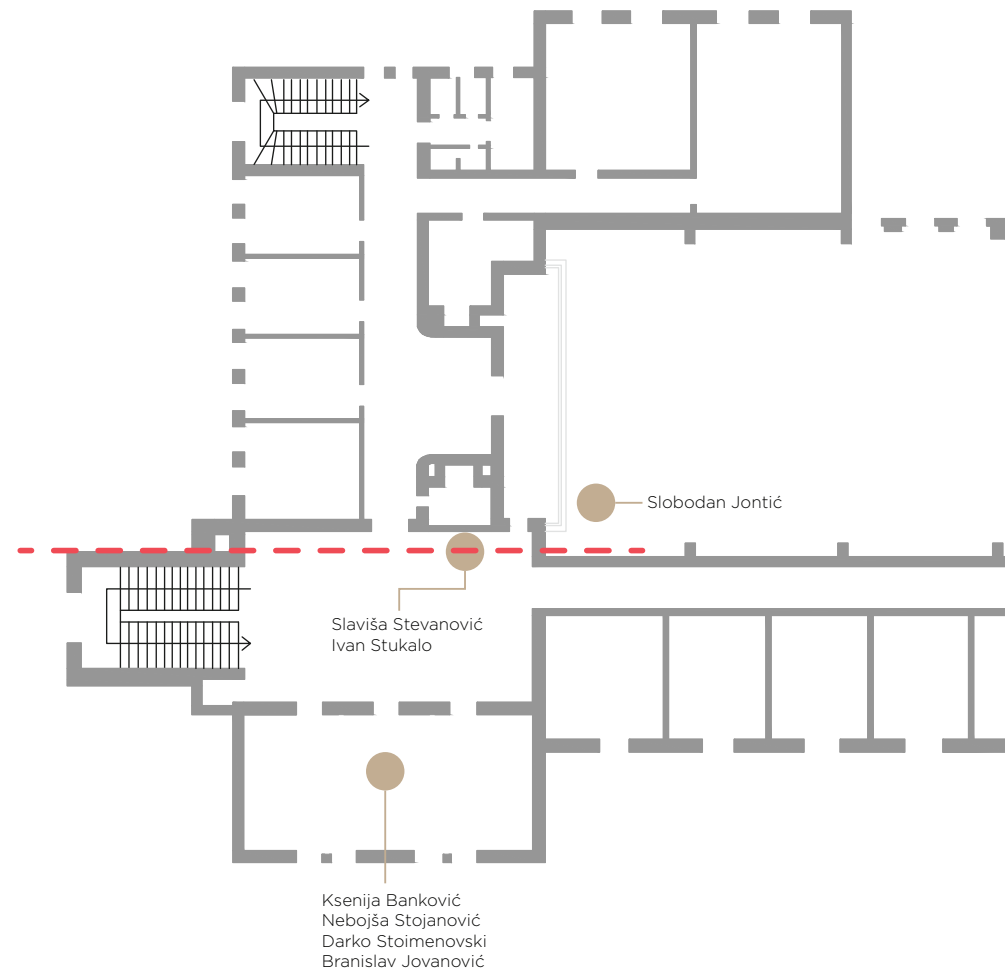 Slobodan Jontić
Slaviša Stevanović
Ivan Stukalo
Ksenija Banković
Nebojša Stojanović
Darko Stoimenovski
Branislav Jovanović